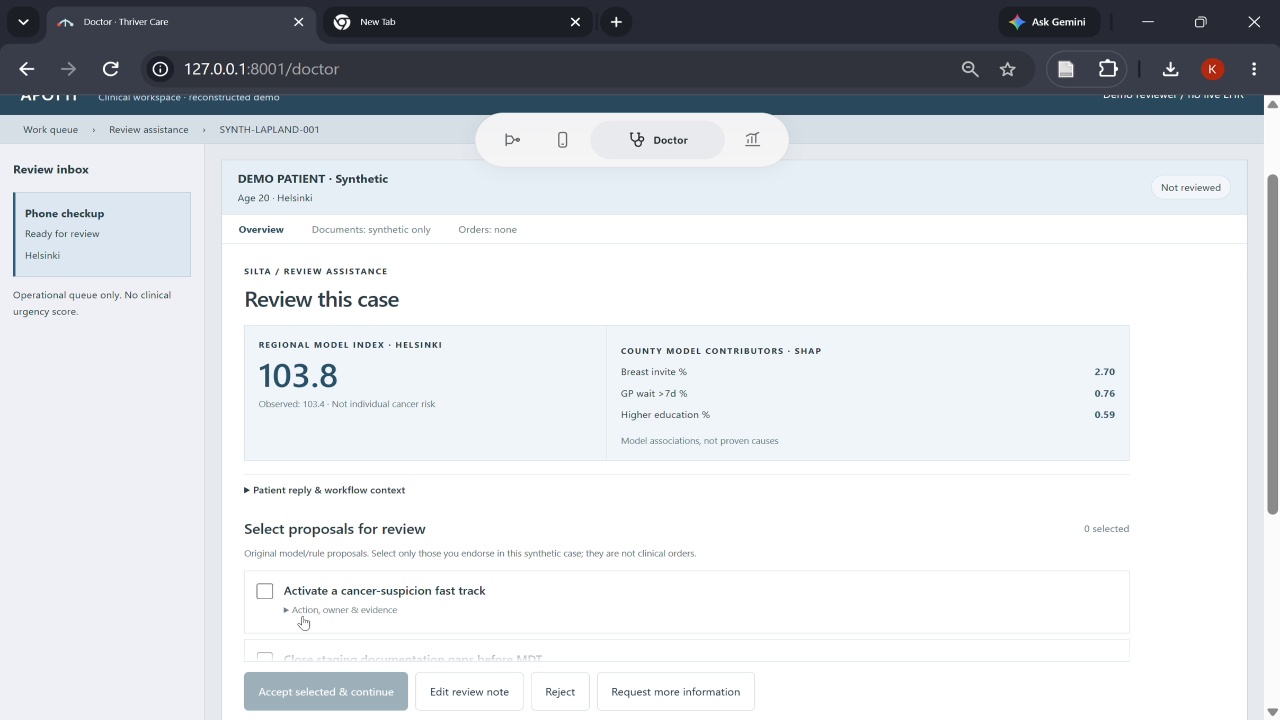 Doctor · Thriver Care
New Tab
Ask Gemini
127.0.0.1:8001/doctor
K
APOTTI
Clinical workspace · reconstructed demo
Demo reviewer / no live EHR
Work queue › Review assistance › SYNTH-LAPLAND-001
Doctor
Review inbox
Phone checkup
Ready for review
Helsinki
Operational queue only. No clinical
urgency score.
DEMO PATIENT · Synthetic
Age 20 · Helsinki
Not reviewed
Overview
Documents: synthetic only
Orders: none
SILTA / REVIEW ASSISTANCE
Review this case
REGIONAL MODEL INDEX · HELSINKI
103.8
Observed: 103.4 · Not individual cancer risk
COUNTY MODEL CONTRIBUTORS · SHAP
Breast invite % 2.70
GP wait >7d % 0.76
Higher education % 0.59
Model associations, not proven causes
Patient reply & workflow context
Select proposals for review
0 selected
Original model/rule proposals. Select only those you endorse in this synthetic case; they are not clinical orders.
Activate a cancer-suspicion fast track
Action, owner & evidence
Close staging documentation gaps before MDT
Accept selected & continue
Edit review note
Reject
Request more information